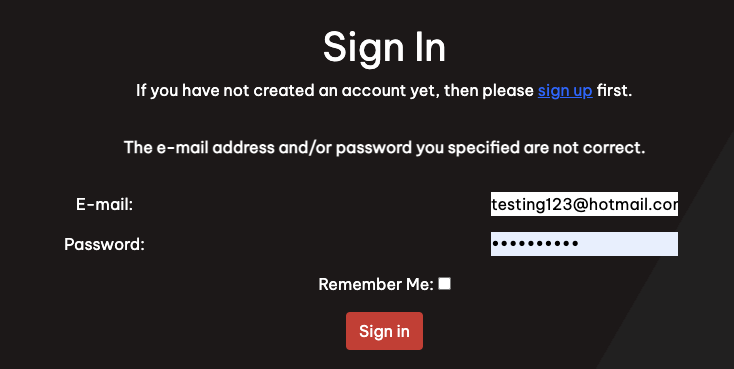 Sign In
If you have not created an account yet, then please sign up first.
The e-mail address and/or password you specified are not correct.
E-mail: testing123@hotmail.cor
Password: ••••••••••
Remember Me:
Sign in